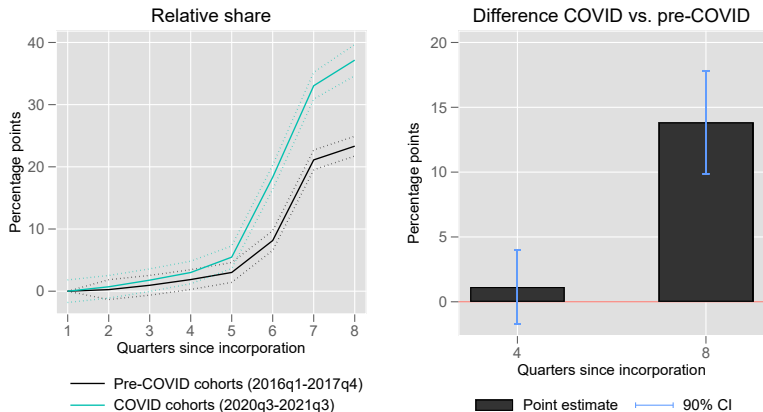 Relative share
Percentage points
40
30
20
10
0
1 2 3 4 5 6 7 8
Quarters since incorporation
Pre-COVID cohorts (2016q1-2017q4)
COVID cohorts (2020q3-2021q3)
Difference COVID vs. pre-COVID
Percentage points
20
15
10
5
0
4 8
Quarters since incorporation
Point estimate 90% CI